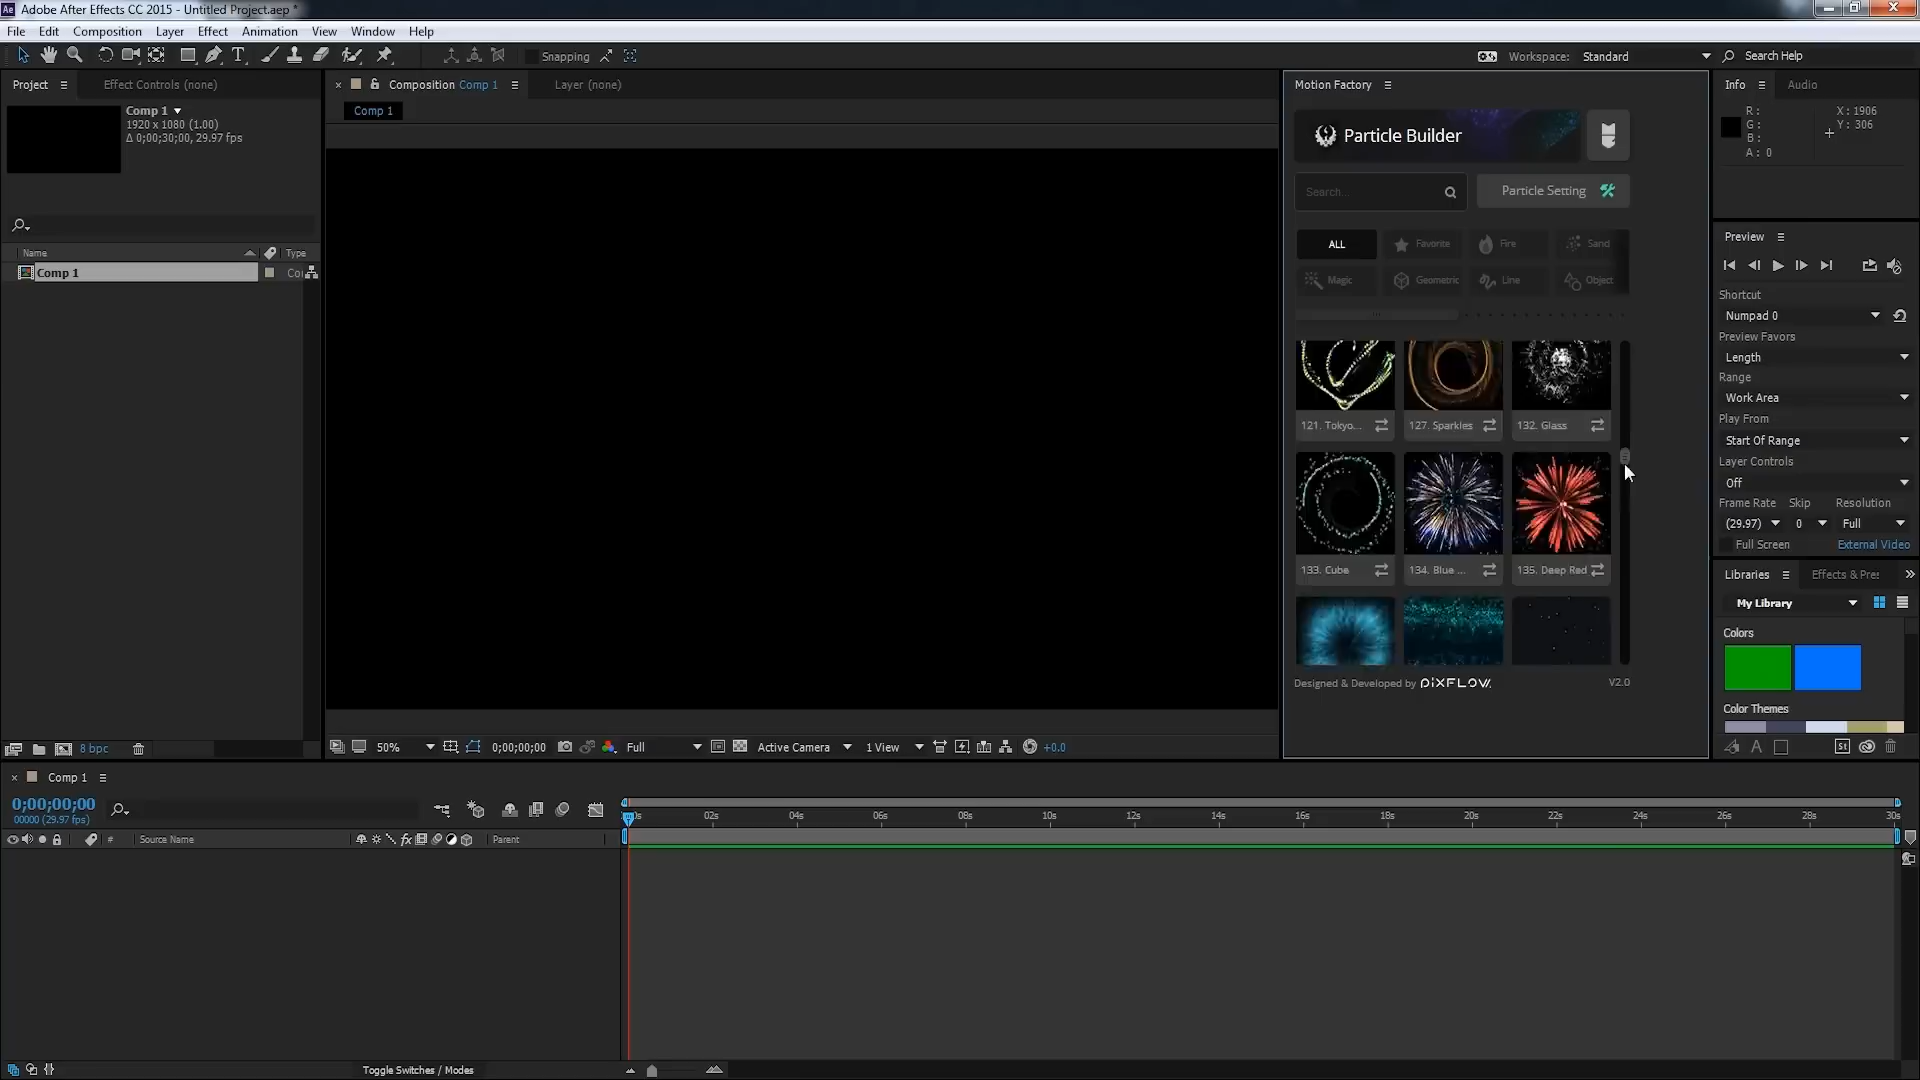 Ae Adobe After Effects CC 2015 - Untitled Project.aep *
File Edit Composition Layer Effect Animation View Window Help
Snapping
Workspace: Standard
Search Help
Project
Effect Controls (none)
Comp 1
1920 x 1080 (1.00)
Δ 0;00;30;00, 29.97 fps
Name
Type
Comp 1
8 bpc
Composition Comp 1
Layer (none)
Comp 1
50%
0;00;00;00
Full
Active Camera
1 View
+0.0
Motion Factory
Particle Builder
Search...
Particle Setting
ALL Favorite Fire Sand
Magic Geometric Line Object
121. Tokyo... 127. Sparkles 132. Glass
133. Cube 134. Blue ... 135. Deep Red
Designed & Developed by PIXFLOW.
V2.0
Info
Audio
R :
G :
B :
A : 0
X : 1906
Y : 306
Preview
Shortcut
Numpad 0
Preview Favors
Length
Range
Work Area
Play From
Start Of Range
Layer Controls
Off
Frame Rate Skip Resolution
(29.97) 0 Full
Full Screen External Video
Libraries
Effects & Pre
My Library
Colors
Color Themes
St
Comp 1
0;00;00;00
00000 (29.97 fps)
02s 04s 06s 08s 10s 12s 14s 16s 18s 20s 22s 24s 26s 28s 30s
# Source Name
fx
Parent
Toggle Switches / Modes